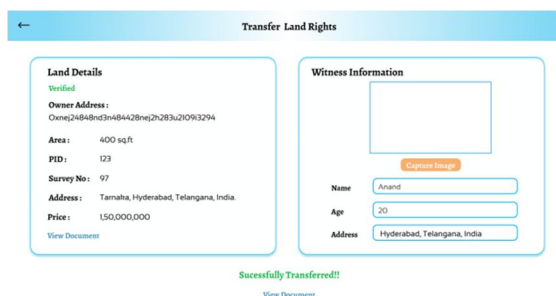 Transfer Land Rights
Land Details
Verified
Owner Address :
Oxnej24848nd3n484428nej2h283u2l09i3294
Area : 400 sq.ft
PID : 123
Survey No : 97
Address : Tarnaka, Hyderabad, Telangana, India.
Price : 1,50,000,000
View Document
Witness Information
Capture Image
Name Anand
Age 20
Address Hyderabad, Telangana, India
Sucessfully Transferred!!
View Document